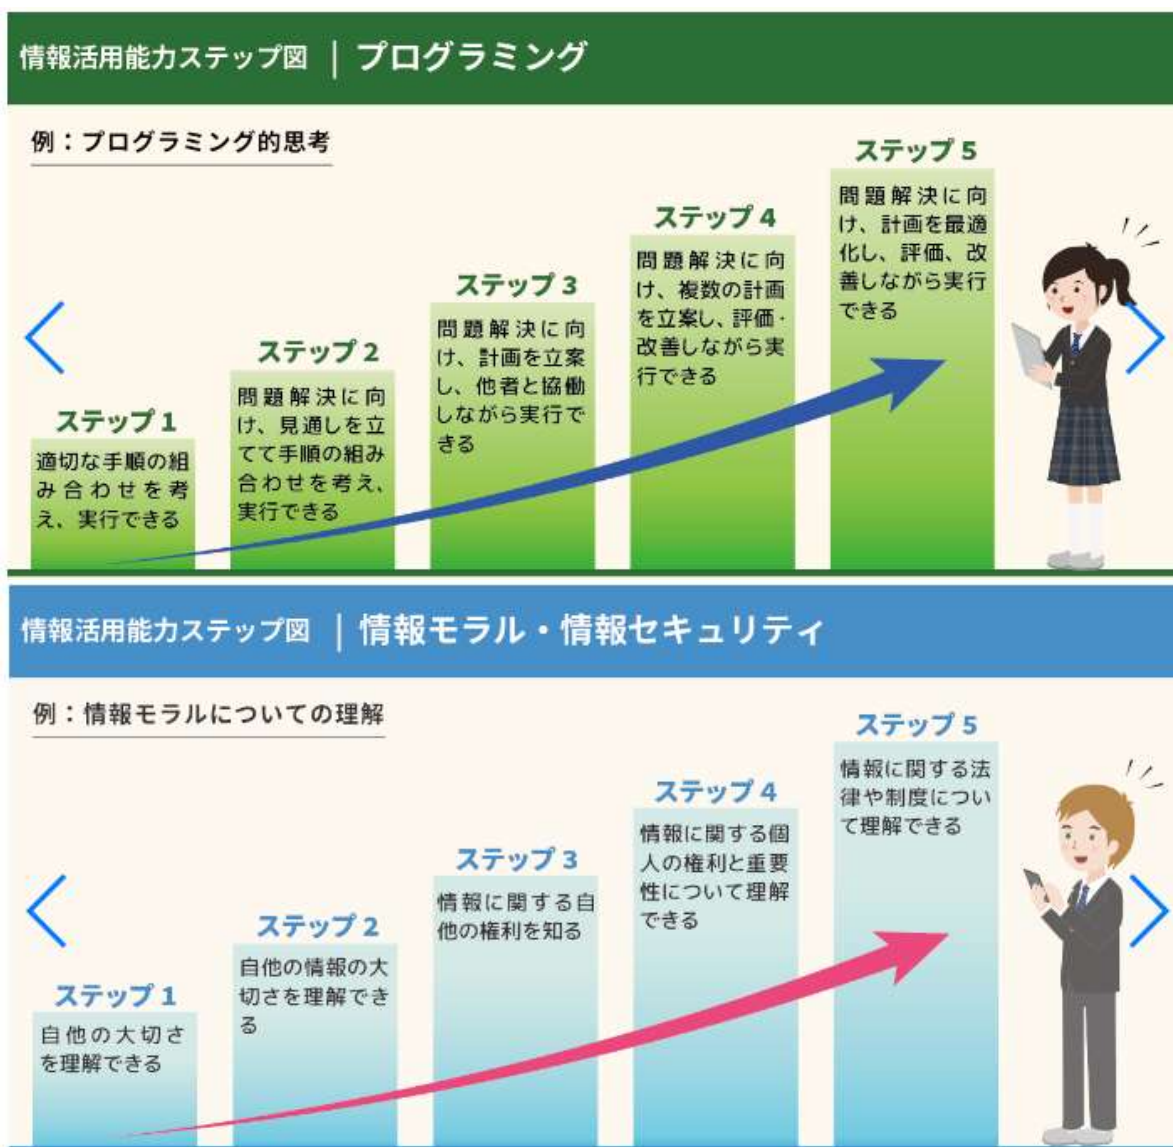 情報活用能力ステップ図 | プログラミング
例：プログラミング的思考
ステップ 1
適切な手順の組
み合わせを考
え、実行できる
ステップ 2
問題解決に向
け、見通しを立
てて手順の組み
合わせを考え、
実行できる
ステップ 3
問題解決に向
け、計画を立案
し、他者と協働
しながら実行で
きる
ステップ 4
問題解決に向
け、複数の計画
を立案し、評価・
改善しながら実
行できる
ステップ 5
問題解決に向
け、計画を最適
化し、評価、改
善しながら実行
できる
情報活用能力ステップ図 | 情報モラル・情報セキュリティ
例：情報モラルについての理解
ステップ 1
自他の大切さ
を理解できる
ステップ 2
自他の情報の大
切さを理解でき
る
ステップ 3
情報に関する自
他の権利を知る
ステップ 4
情報に関する個
人の権利と重要
性について理解
できる
ステップ 5
情報に関する法
律や制度につい
て理解できる